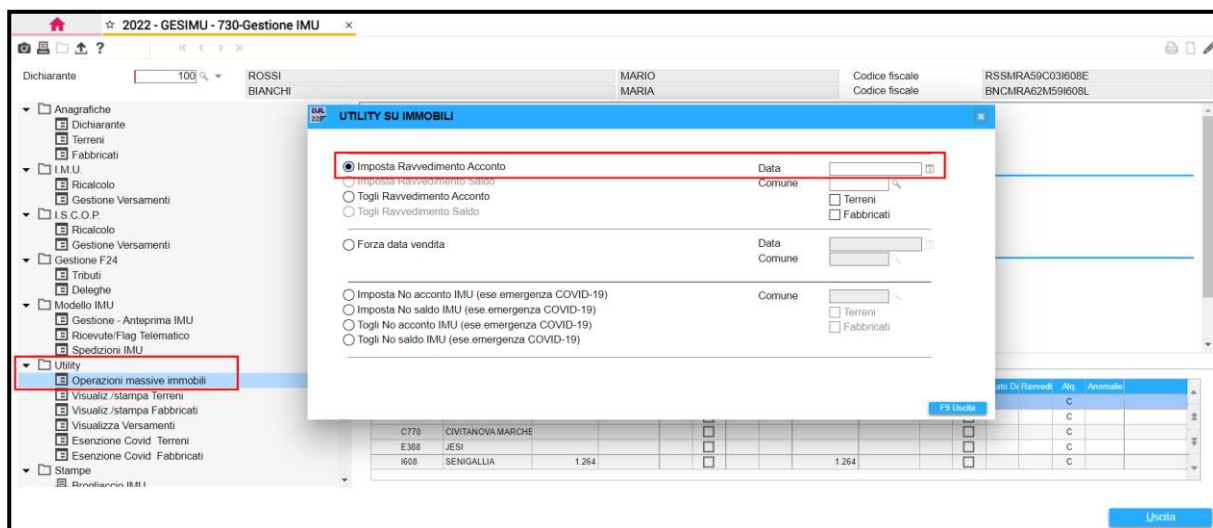 2022 - GESIMU - 730-Gestione IMU ×
?
Dichiarante 100 ROSSI MARIO Codice fiscale RSSMRA59C03I608E
BIANCHI MARIA Codice fiscale BNCMRA62M59I608L
Anagrafiche
Dichiarante
Terreni
Fabbricati
I.M.U.
Ricalcolo
Gestione Versamenti
I.S.C.O.P.
Ricalcolo
Gestione Versamenti
Gestione F24
Tributi
Deleghe
Modello IMU
Gestione - Anteprima IMU
Ricevute/Flag Telematico
Spedizioni IMU
Utility
Operazioni massive immobili
Visualiz./stampa Terreni
Visualiz./stampa Fabbricati
Visualizza Versamenti
Esenzione Covid Terreni
Esenzione Covid Fabbricati
Stampe
Brogliaccio IMU
UTILITY SU IMMOBILI
Imposta Ravvedimento Acconto Data
Imposta Ravvedimento Saldo Comune
Togli Ravvedimento Acconto Terreni
Togli Ravvedimento Saldo Fabbricati
Forza data vendita Data
Comune
Imposta No acconto IMU (ese.emergenza COVID-19) Comune
Imposta No saldo IMU (ese.emergenza COVID-19) Terreni
Togli No acconto IMU (ese.emergenza COVID-19) Fabbricati
Togli No saldo IMU (ese.emergenza COVID-19)
F9 Uscita
Ravvedi Alq. Anomalie
C
C
C770 CIVITANOVA MARCHE C
E388 JESI C
I608 SENIGALLIA 1.264 1.264 C
Uscita